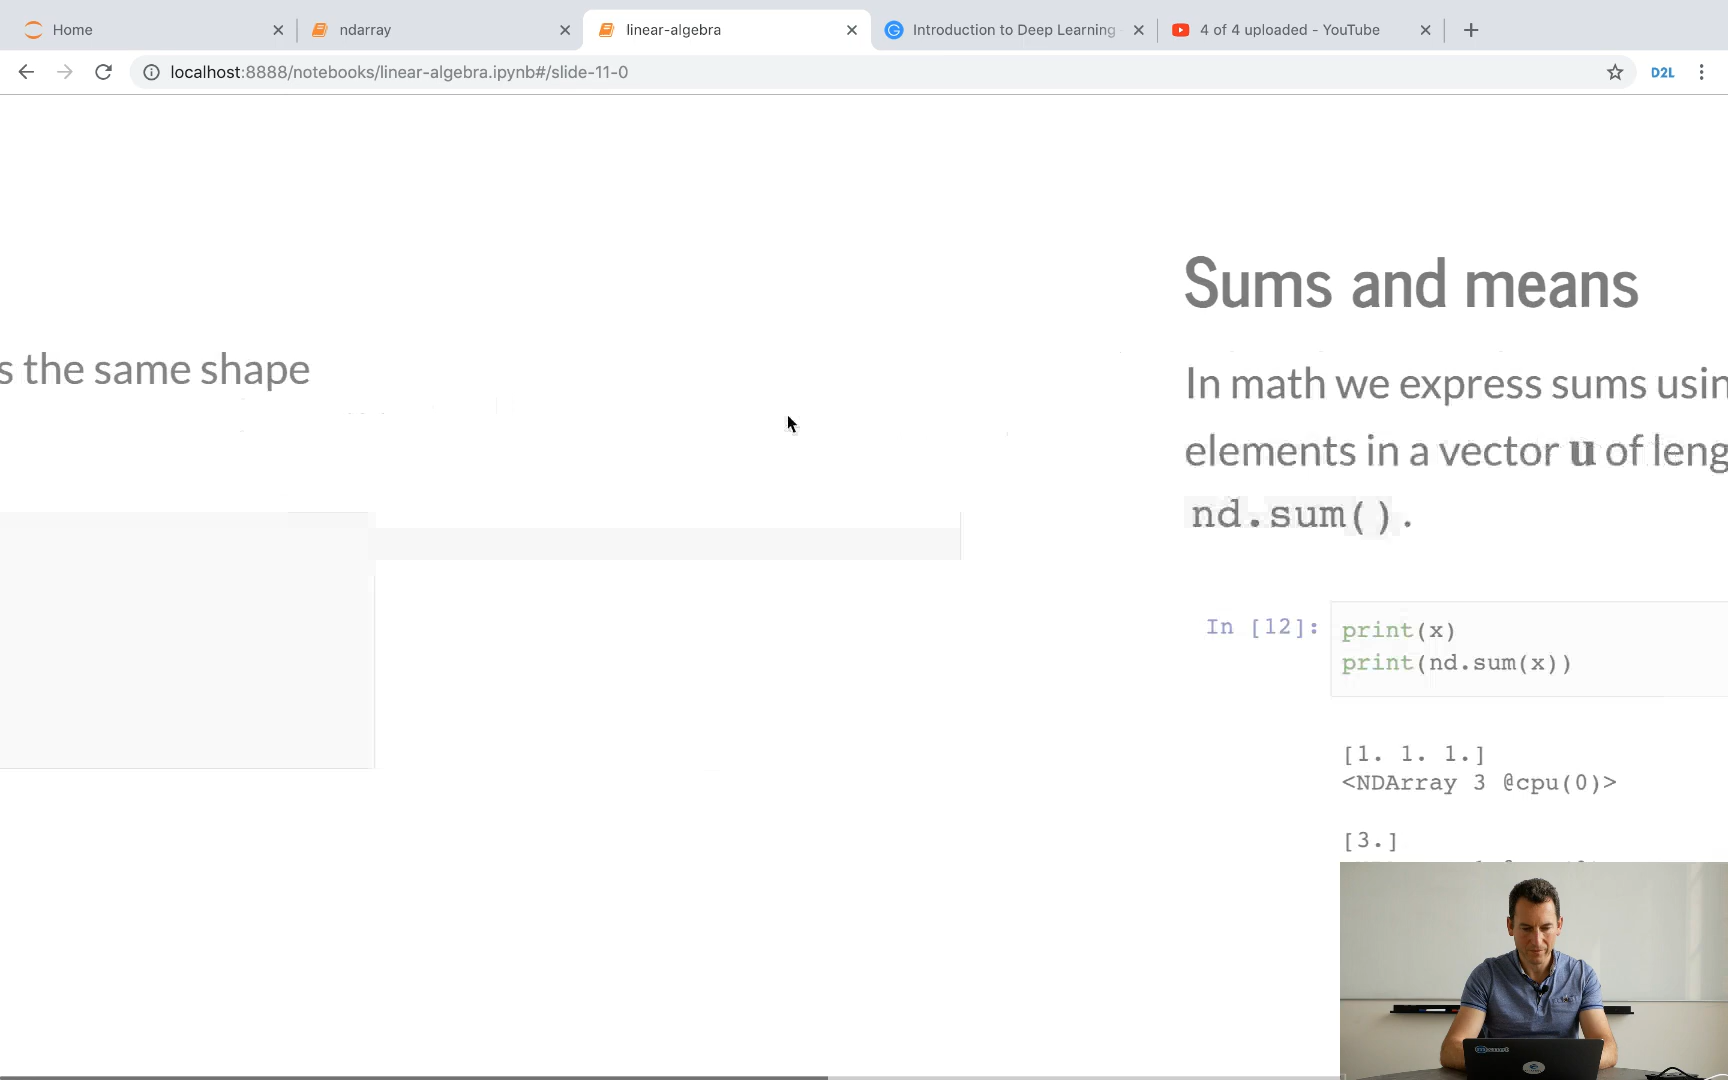 Home
ndarray
linear-algebra
Introduction to Deep Learning
4 of 4 uploaded - YouTube
localhost:8888/notebooks/linear-algebra.ipynb#/slide-11-0
D2L
Sums and means
s the same shape
In math we express sums usin
elements in a vector u of leng
nd.sum().
In [12]:
print(x)
print(nd.sum(x))
[1. 1. 1.]
<NDArray 3 @cpu(0)>
[3.]